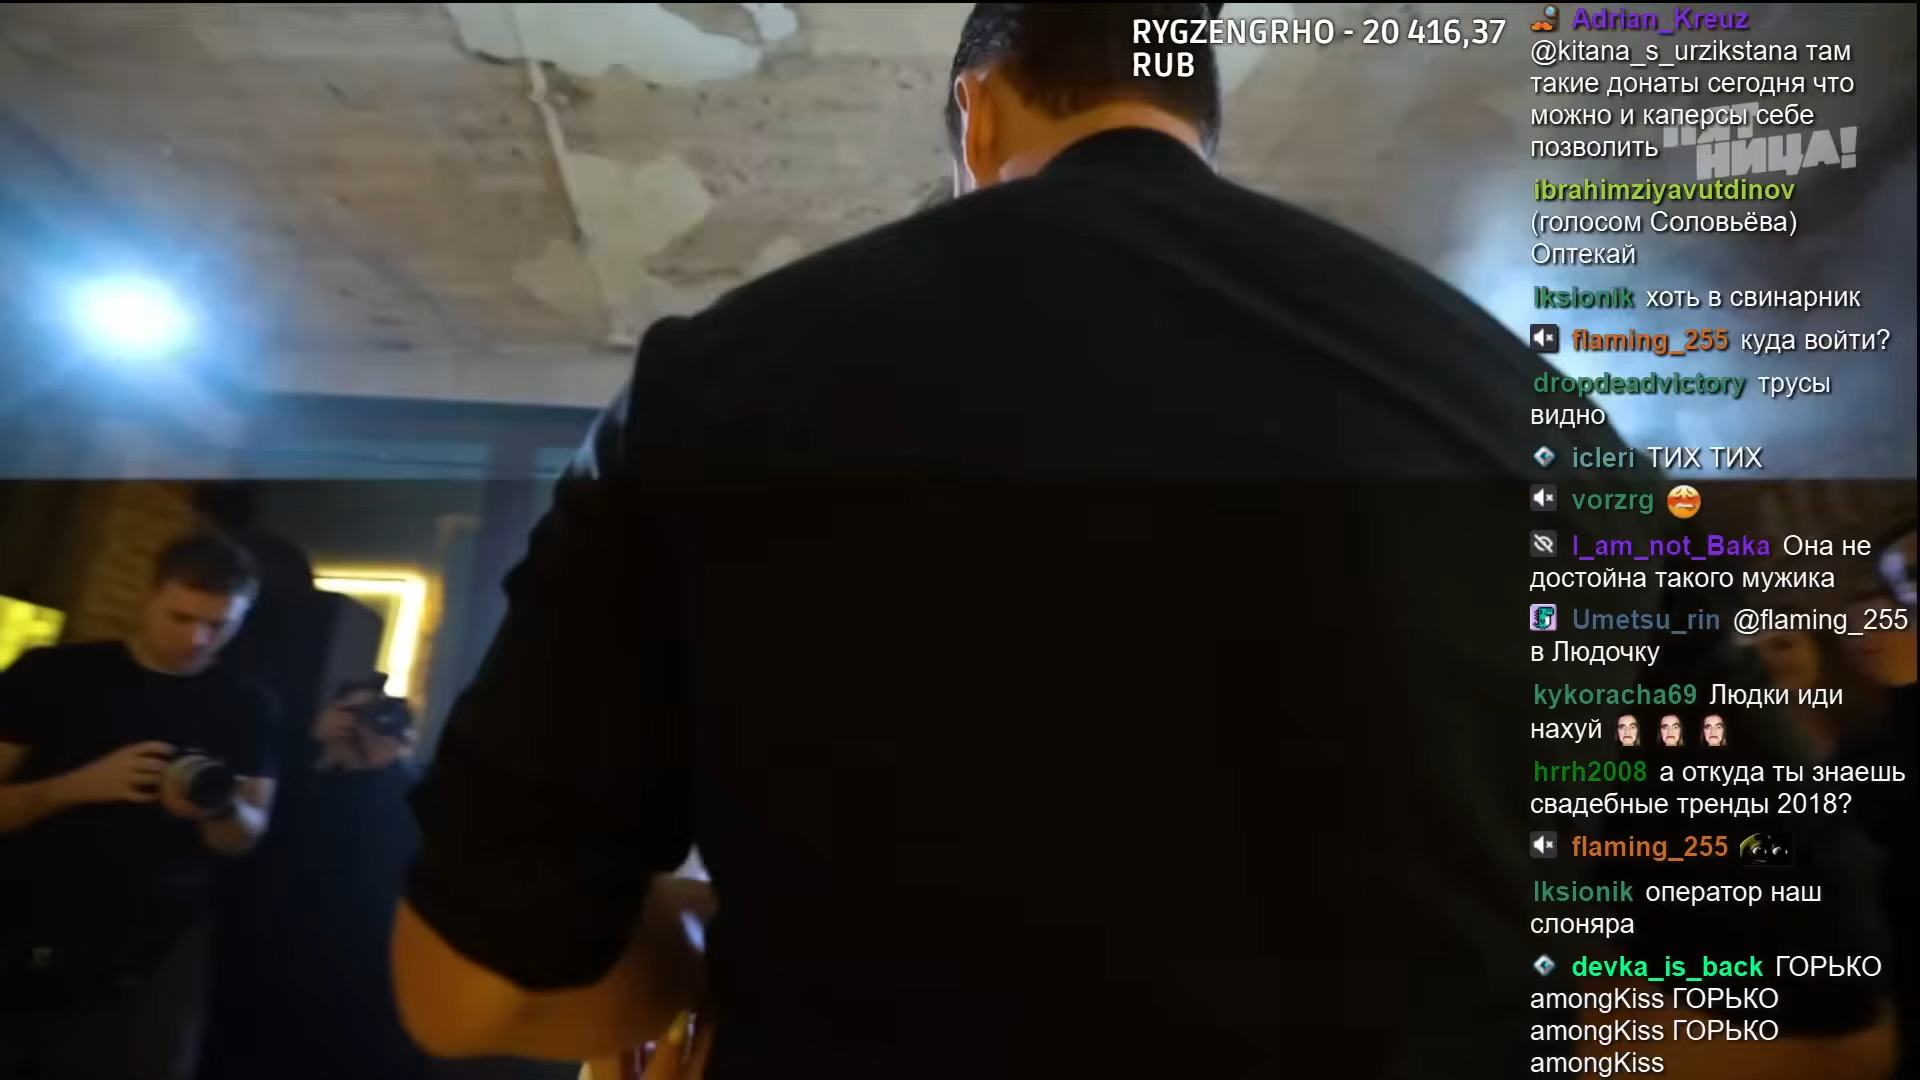 RYGZENGRHO - 20 416,37
RUB
Adrian_Kreuz
@kitana_s_urzikstana там
такие донаты сегодня что
можно и каперсы себе
позволить
НИЦА!
ibrahimziyavutdinov
(голосом Соловьёва)
Оптекай
lksionik хоть в свинарник
flaming_255 куда войти?
dropdeadvictory трусы
видно
icleri ТИХ ТИХ
vorzrg
I_am_not_Baka Она не
достойна такого мужика
Umetsu_rin @flaming_255
в Людочку
kykoracha69 Людки иди
нахуй
hrrh2008 а откуда ты знаешь
свадебные тренды 2018?
flaming_255
lksionik оператор наш
слоняра
devka_is_back ГОРЬКО
amongKiss ГОРЬКО
amongKiss ГОРЬКО
amongKiss